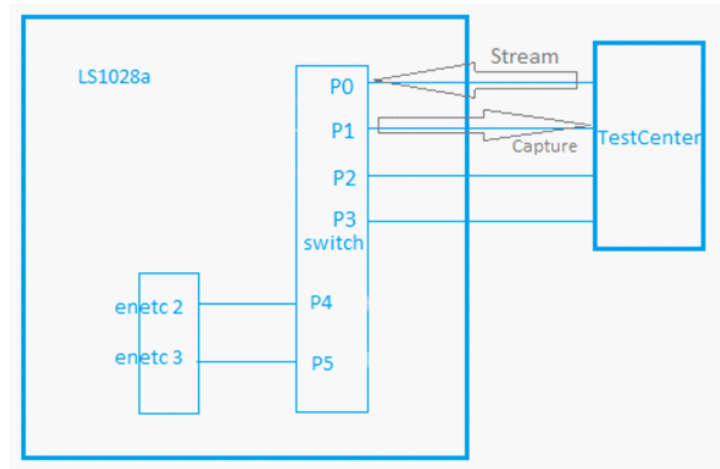 LS1028a
Stream
P0
P1
TestCenter
Capture
P2
P3
switch
enetc 2
P4
enetc 3
P5